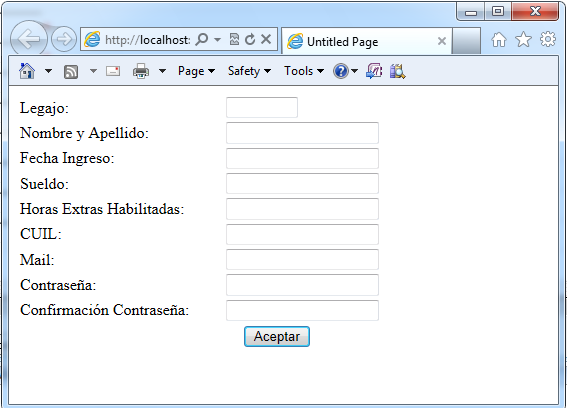 http://localhost:
Untitled Page
Page
Safety
Tools
Legajo:
Nombre y Apellido:
Fecha Ingreso:
Sueldo:
Horas Extras Habilitadas:
CUIL:
Mail:
Contraseña:
Confirmación Contraseña:
Aceptar